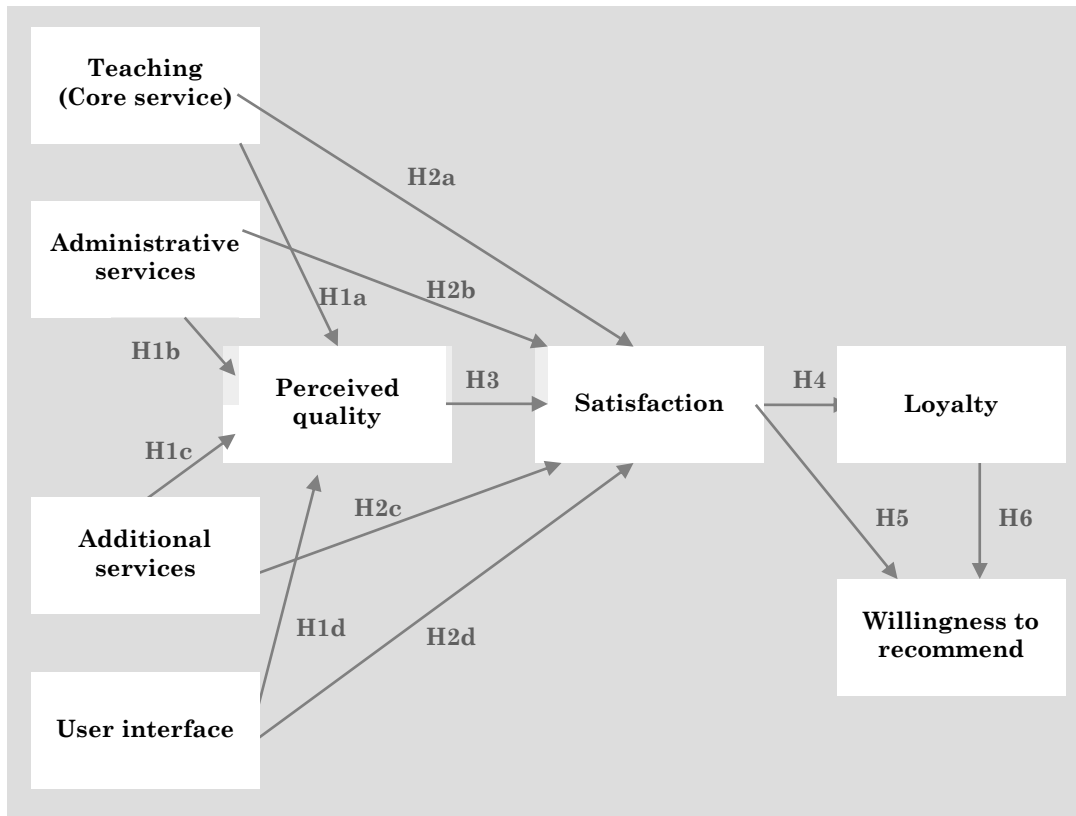 Teaching
(Core service)
H2a
Administrative
services
H2b
H1a
H1b
Perceived
quality
H3
Satisfaction
H4
Loyalty
H1c
H2c
H5
H6
Additional
services
H1d
H2d
Willingness to
recommend
User interface